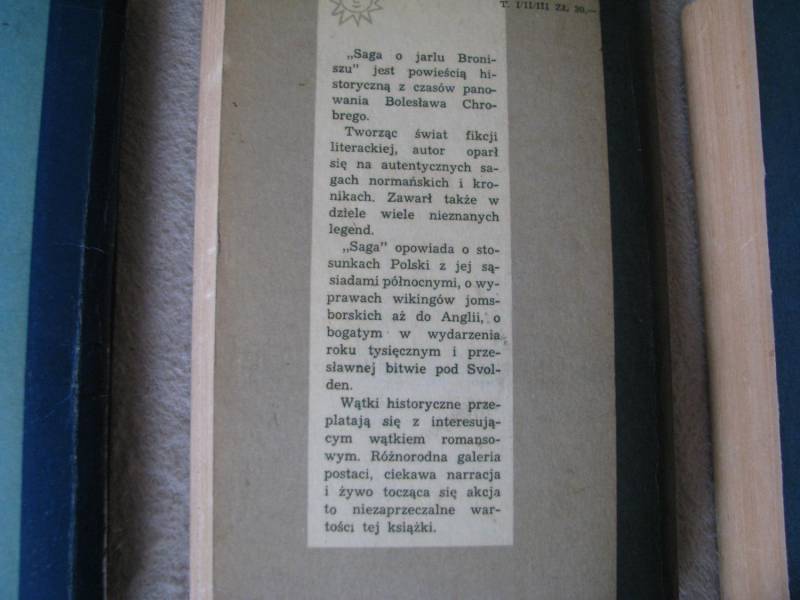 T. I/II/III Zł. 90,—
„Saga o jarlu Broni-
szu" jest powieścią hi-
storyczną z czasów pano-
wania Bolesława Chro-
brego.
Tworząc świat fikcji
literackiej, autor oparł
się na autentycznych sa-
gach normańskich i kro-
nikach. Zawarł także w
dziele wiele nieznanych
legend.
„Saga" opowiada o sto-
sunkach Polski z jej są-
siadami północnymi, o wy-
prawach wikingów joms-
borskich aż do Anglii, o
bogatym w wydarzenia
roku tysięcznym i prze-
sławnej bitwie pod Svol-
den.
Wątki historyczne prze-
platają się z interesują-
cym wątkiem romanso-
wym. Różnorodna galeria
postaci, ciekawa narracja
i żywo tocząca się akcja
to niezaprzeczalne war-
tości tej książki.